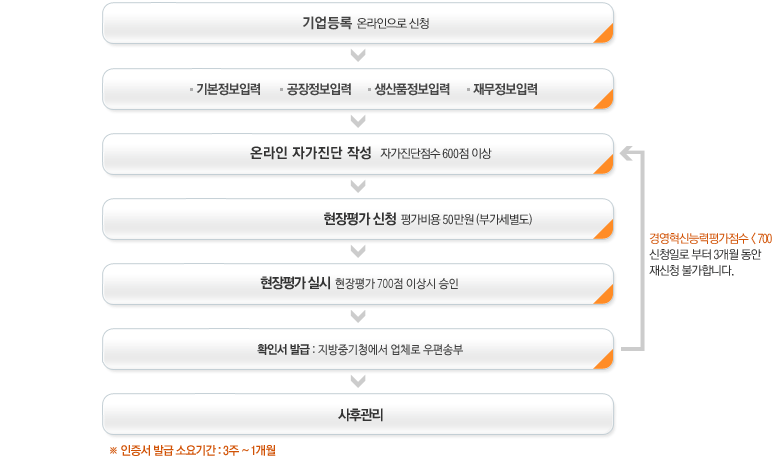 기업등록 온라인으로 신청
▪ 기본정보입력 ▪ 공장정보입력 ▪ 생산품정보입력 ▪ 재무정보입력
온라인 자가진단 작성 자가진단점수 600점 이상
현장평가 신청 평가비용 50만원 (부가세별도)
경영혁신능력평가점수 < 700
신청일로 부터 3개월 동안
재신청 불가합니다.
현장평가 실시 현장평가 700점 이상시 승인
확인서 발급 : 지방중기청에서 업체로 우편송부
사후관리
※ 인증서 발급 소요기간 : 3주 ~ 1개월